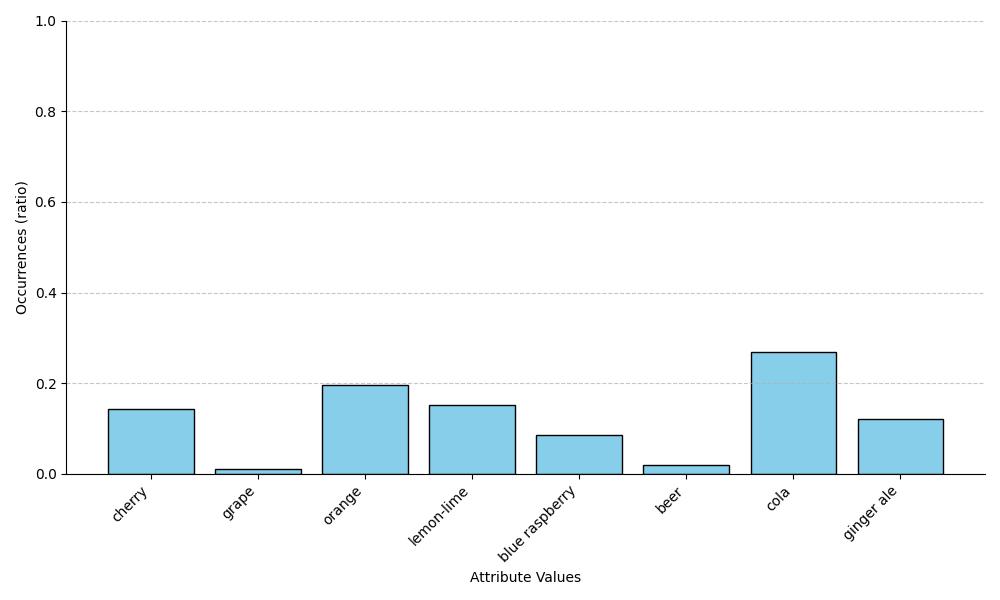 1.0
0.8
0.6
0.4
0.2
0.0
Occurrences (ratio)
cherry
grape
orange
lemon-lime
blue raspberry
beer
cola
ginger ale
Attribute Values